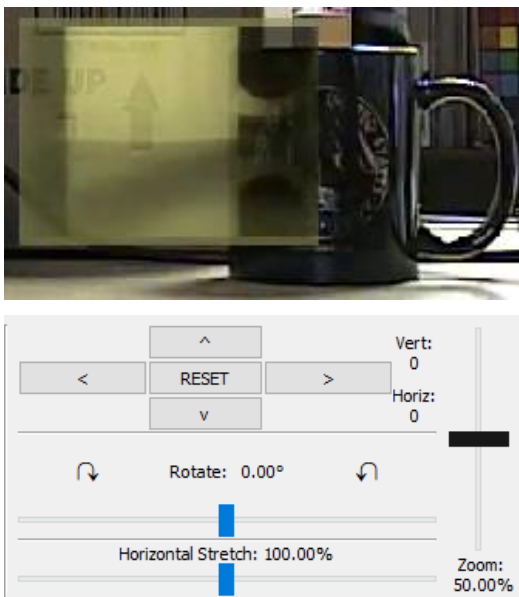 DE UP
^
Vert:
0
< RESET >
Horiz:
0
v
Rotate: 0.00°
Horizontal Stretch: 100.00%
Zoom:
50.00%